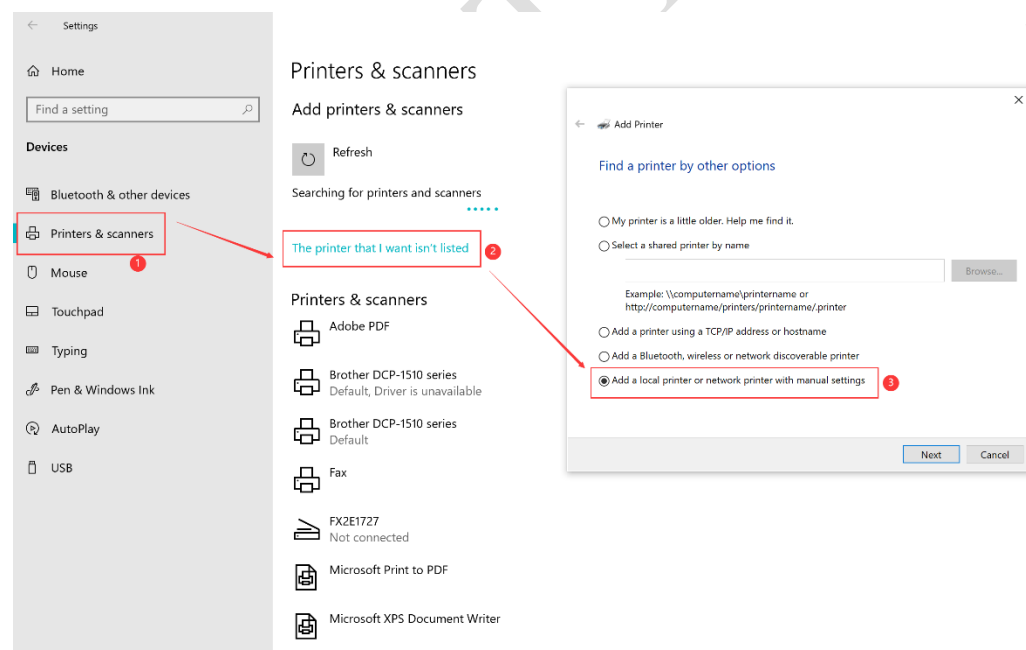 Settings
Home
Find a setting
Devices
Bluetooth & other devices
Printers & scanners
1
Mouse
Touchpad
Typing
Pen & Windows Ink
AutoPlay
USB
Printers & scanners
Add printers & scanners
Refresh
Searching for printers and scanners
The printer that I want isn't listed
2
Printers & scanners
Adobe PDF
Brother DCP-1510 series
Default, Driver is unavailable
Brother DCP-1510 series
Default
Fax
FX2E1727
Not connected
Microsoft Print to PDF
Microsoft XPS Document Writer
Add Printer
Find a printer by other options
My printer is a little older. Help me find it.
Select a shared printer by name
Browse...
Example: \\computername\printername or
http://computername/printers/printername/.printer
Add a printer using a TCP/IP address or hostname
Add a Bluetooth, wireless or network discoverable printer
Add a local printer or network printer with manual settings
3
Next
Cancel